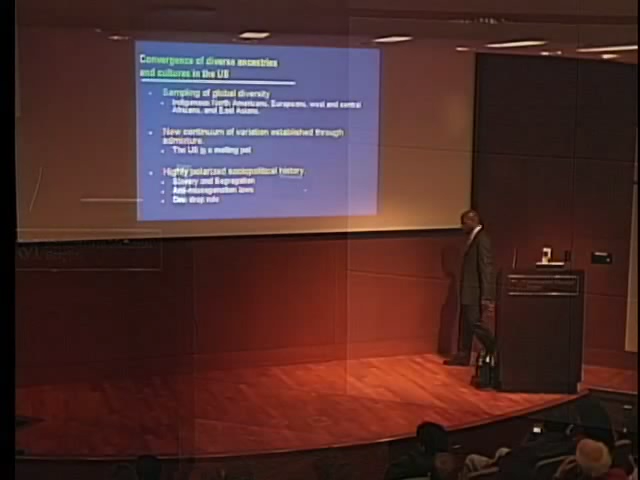 Convergence of diverse ancestries
and cultures in the US
• Sampling of global diversity
• Indigenous North Americans, Europeans, west and central
Africans, and East Asians.
• New continuum of variation established through
admixture.
• The US is a melting pot
• Highly polarized sociopolitical history
• Slavery and Segregation
• Anti-miscegenation laws
• One drop rule